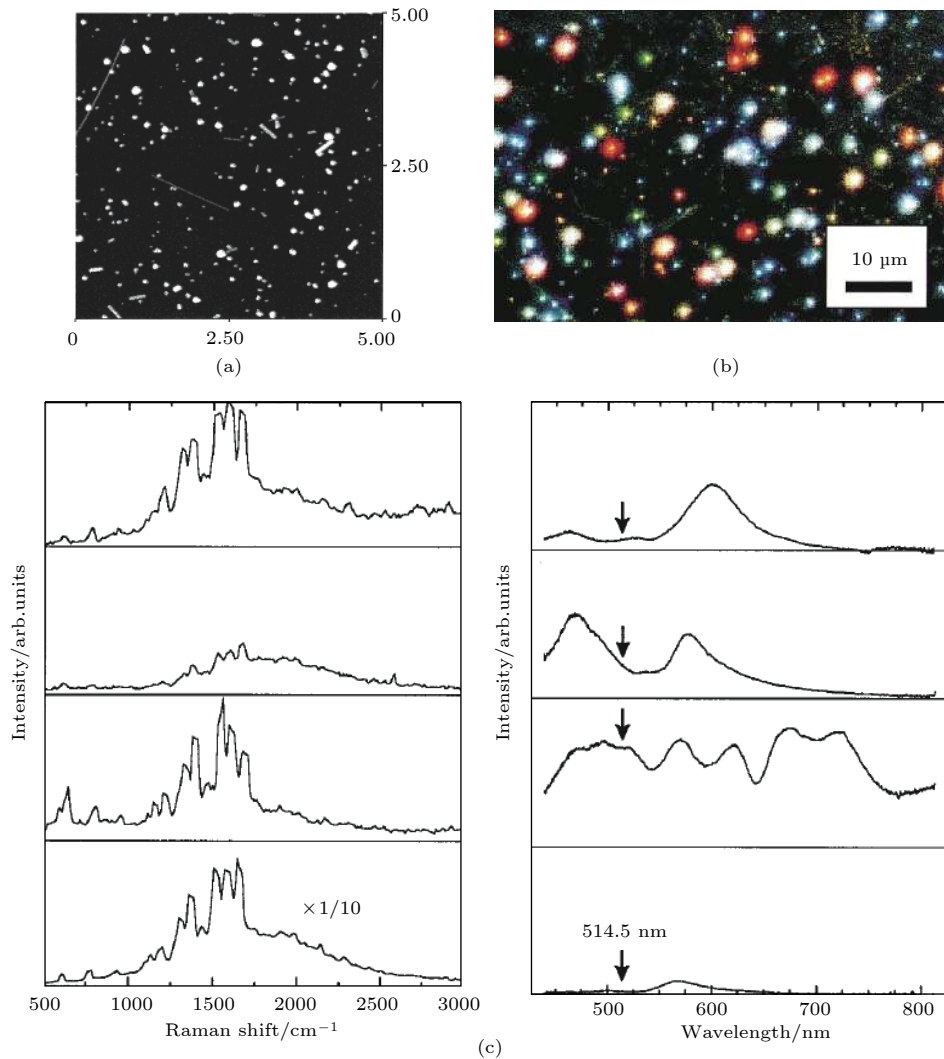 5.00
2.50
0
0
2.50
5.00
(a)
10 µm
(b)
Intensity/arb.units
×1/10
500
1000
1500
2000
2500
3000
Raman shift/cm⁻¹
Intensity/arb.units
514.5 nm
500
600
700
800
Wavelength/nm
(c)